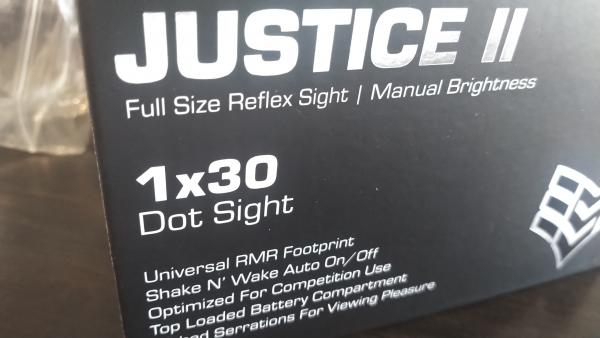 JUSTICE II
Full Size Reflex Sight | Manual Brightness
1x30
Dot Sight
Universal RMR Footprint
Shake N' Wake Auto On/Off
Optimized For Competition Use
Top Loaded Battery Compartment
Serrations For Viewing Pleasure